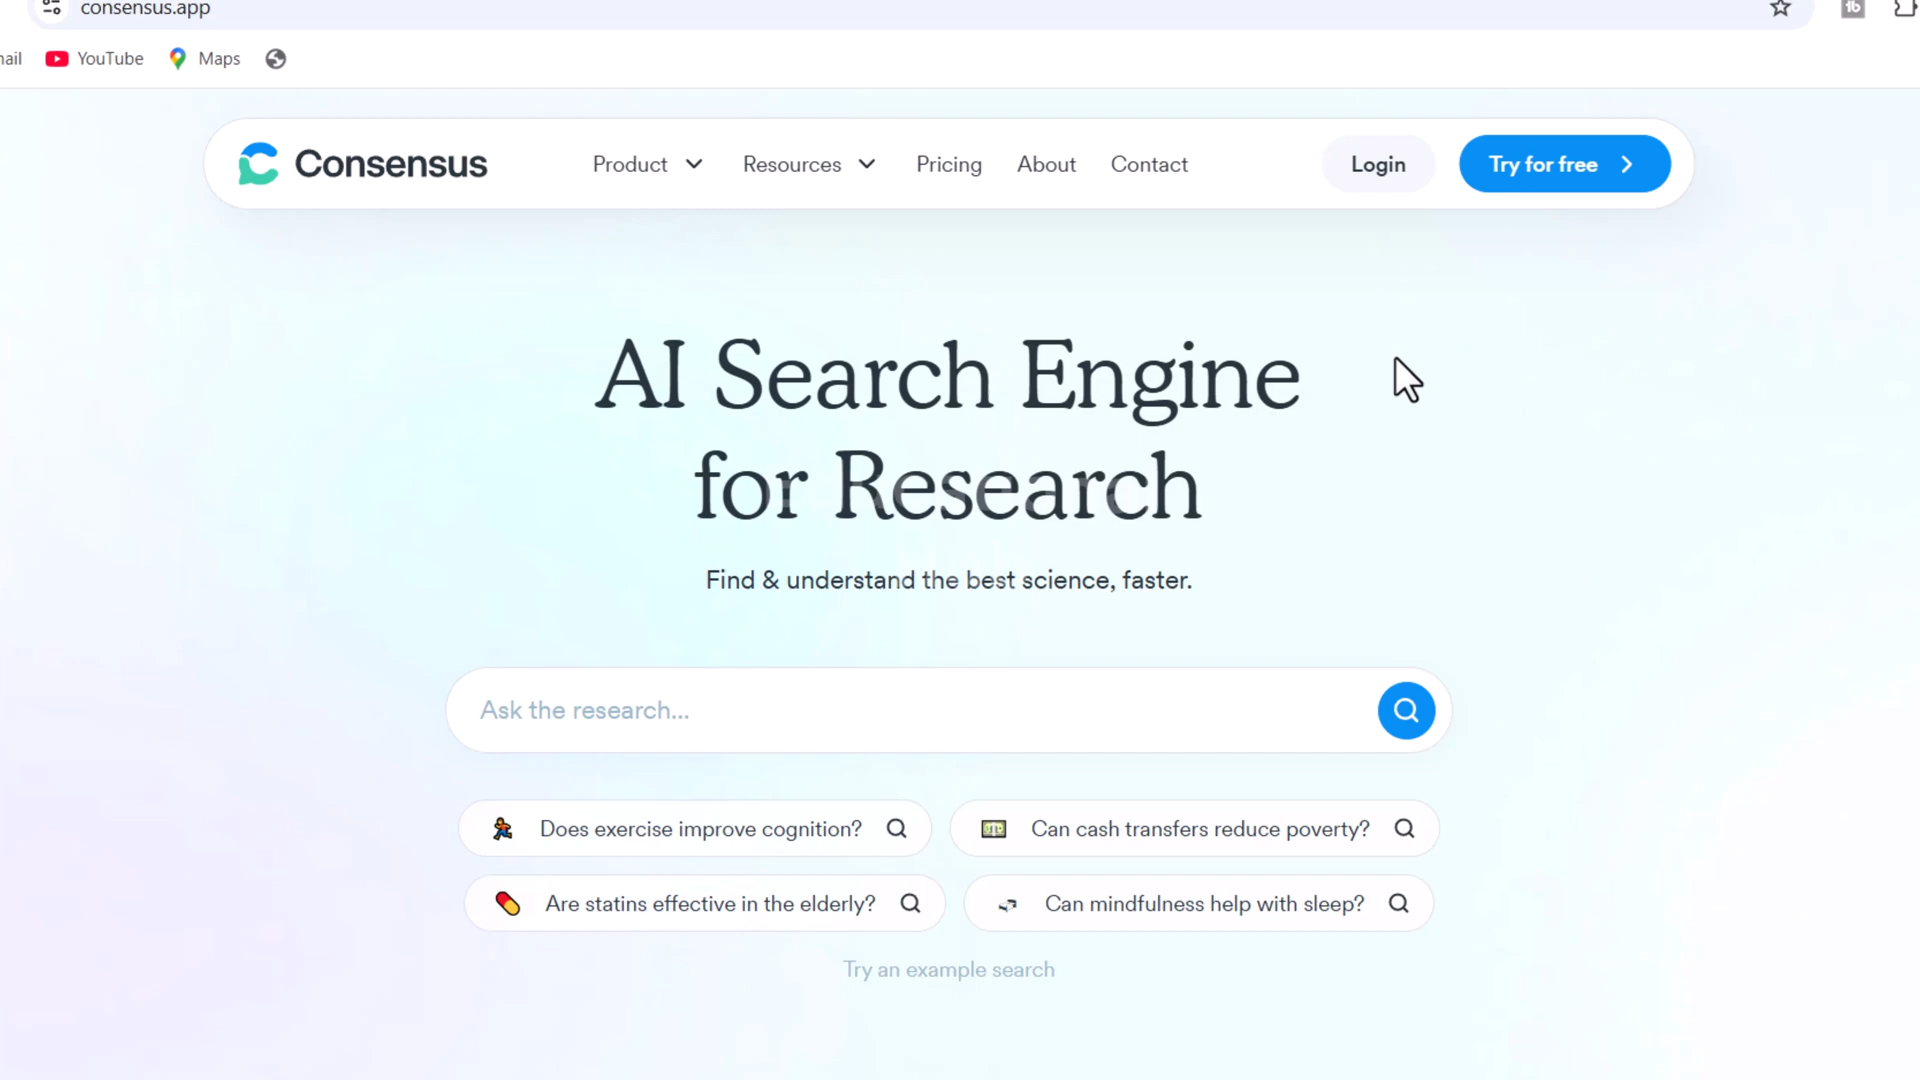 consensus.app
YouTube Maps
Consensus Product Resources Pricing About Contact Login Try for free
AI Search Engine
for Research
Find & understand the best science, faster.
Ask the research...
Does exercise improve cognition? Can cash transfers reduce poverty?
Are statins effective in the elderly? Can mindfulness help with sleep?
Try an example search